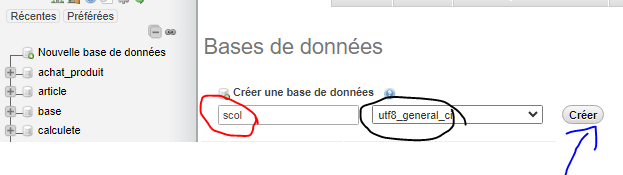 Récentes Préférées
Nouvelle base de données
achat_produit
article
base
calculete
Bases de données
Créer une base de données
scol utf8_general_ci Créer